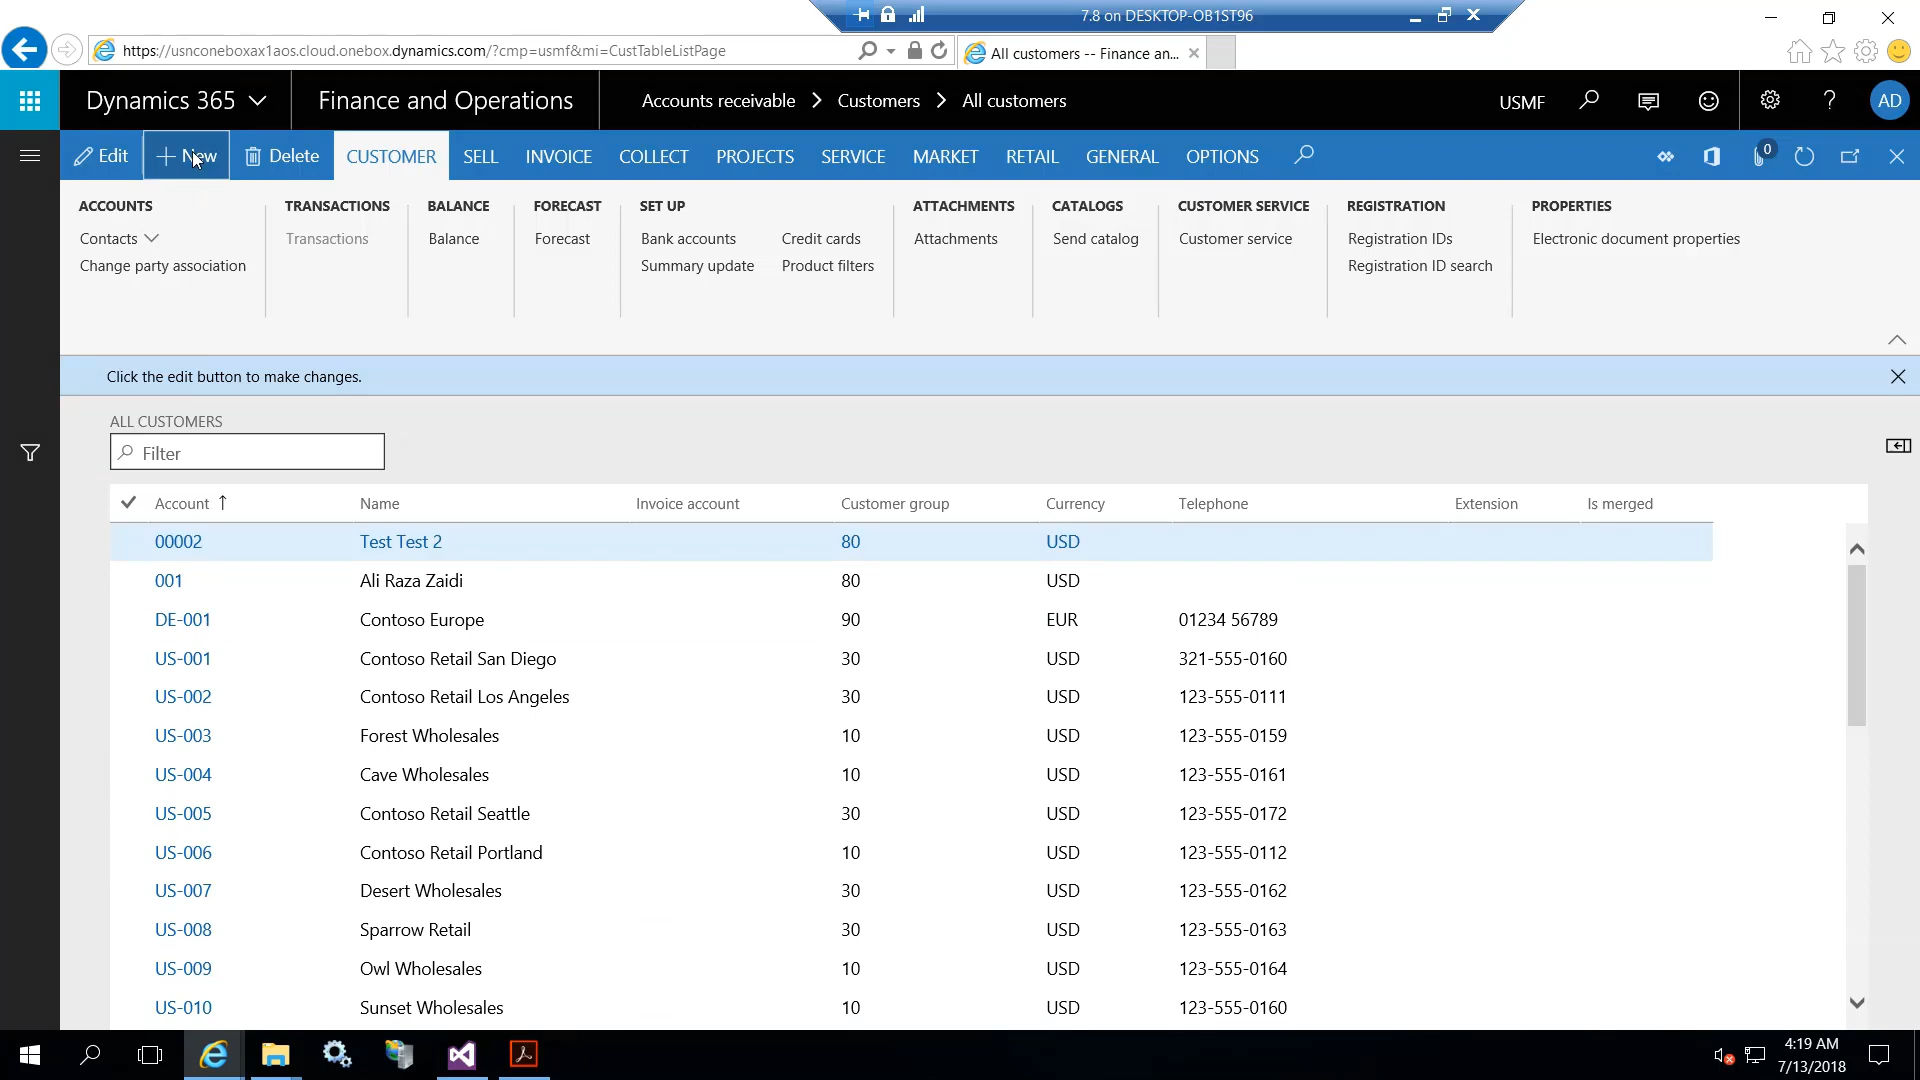 7.8 on DESKTOP-OB1ST96
https://usnconeboxax1aos.cloud.onebox.dynamics.com/?cmp=usmf&mi=CustTableListPage
All customers -- Finance an...
Dynamics 365
Finance and Operations
Accounts receivable > Customers > All customers
USMF
?
AD
Edit
+ New
Delete
CUSTOMER
SELL
INVOICE
COLLECT
PROJECTS
SERVICE
MARKET
RETAIL
GENERAL
OPTIONS
0
ACCOUNTS
Contacts
Change party association
TRANSACTIONS
Transactions
BALANCE
Balance
FORECAST
Forecast
SET UP
Bank accounts Credit cards
Summary update Product filters
ATTACHMENTS
Attachments
CATALOGS
Send catalog
CUSTOMER SERVICE
Customer service
REGISTRATION
Registration IDs
Registration ID search
PROPERTIES
Electronic document properties
Click the edit button to make changes.
ALL CUSTOMERS
Filter
Account ↑ Name Invoice account Customer group Currency Telephone Extension Is merged
00002 Test Test 2 80 USD
001 Ali Raza Zaidi 80 USD
DE-001 Contoso Europe 90 EUR 01234 56789
US-001 Contoso Retail San Diego 30 USD 321-555-0160
US-002 Contoso Retail Los Angeles 30 USD 123-555-0111
US-003 Forest Wholesales 10 USD 123-555-0159
US-004 Cave Wholesales 10 USD 123-555-0161
US-005 Contoso Retail Seattle 30 USD 123-555-0172
US-006 Contoso Retail Portland 10 USD 123-555-0112
US-007 Desert Wholesales 30 USD 123-555-0162
US-008 Sparrow Retail 30 USD 123-555-0163
US-009 Owl Wholesales 10 USD 123-555-0164
US-010 Sunset Wholesales 10 USD 123-555-0160
4:19 AM
7/13/2018